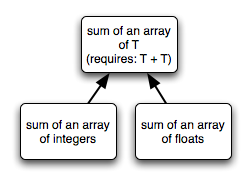 sum of an array
of T
(requires: T + T)
sum of an array
of integers
sum of an array
of floats